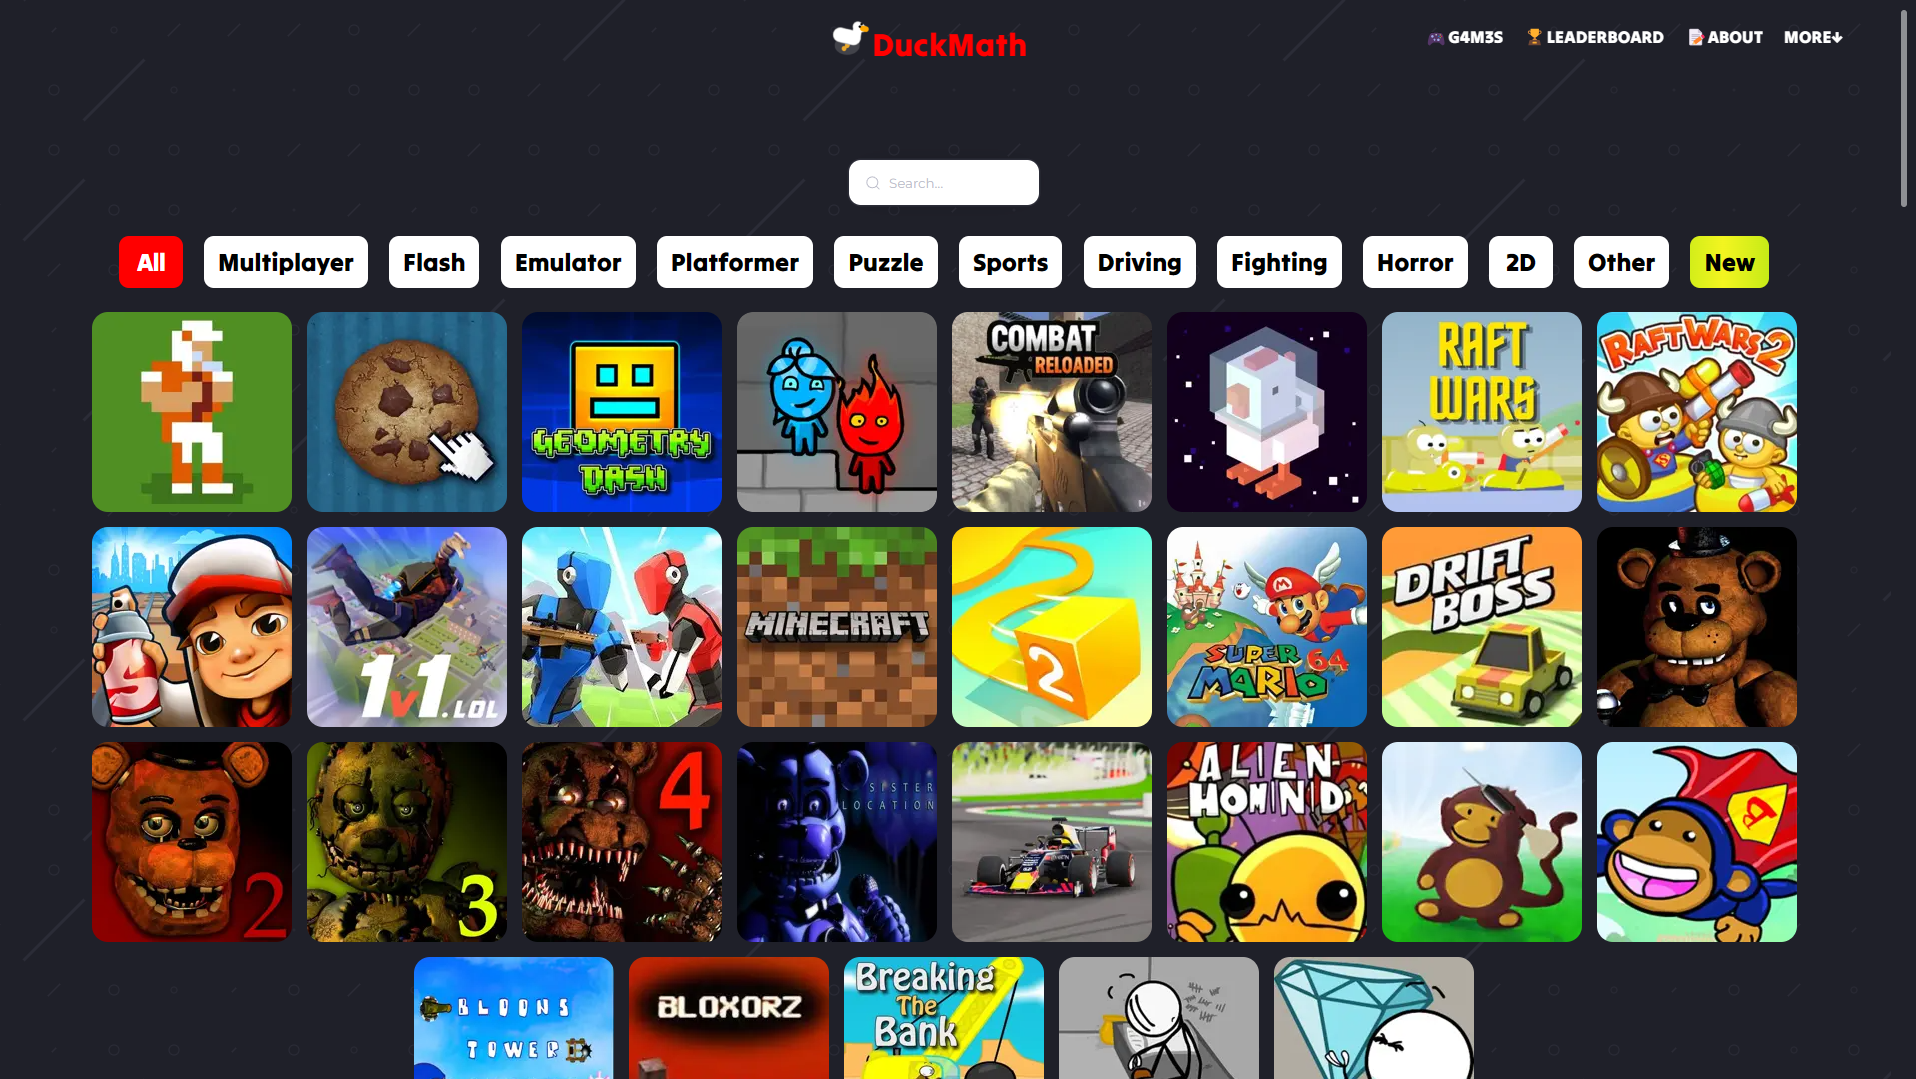 DuckMath
G4M3S
LEADERBOARD
ABOUT
MORE↓
Search...
All
Multiplayer
Flash
Emulator
Platformer
Puzzle
Sports
Driving
Fighting
Horror
2D
Other
New
GEOMETRY
DASH
COMBAT
RELOADED
RAFT
WARS
RAFT WARS 2
1v1.LOL
MINECRAFT
2
SUPER
MARIO 64
DRIFT
BOSS
2
3
4
SISTER
LOCATION
ALIEN
HOMINID
BLOONS
TOWER
BLOXORZ
Breaking
The
Bank